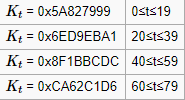 K_t = 0x5A827999 0≤t≤19
K_t = 0x6ED9EBA1 20≤t≤39
K_t = 0x8F1BBCDC 40≤t≤59
K_t = 0xCA62C1D6 60≤t≤79